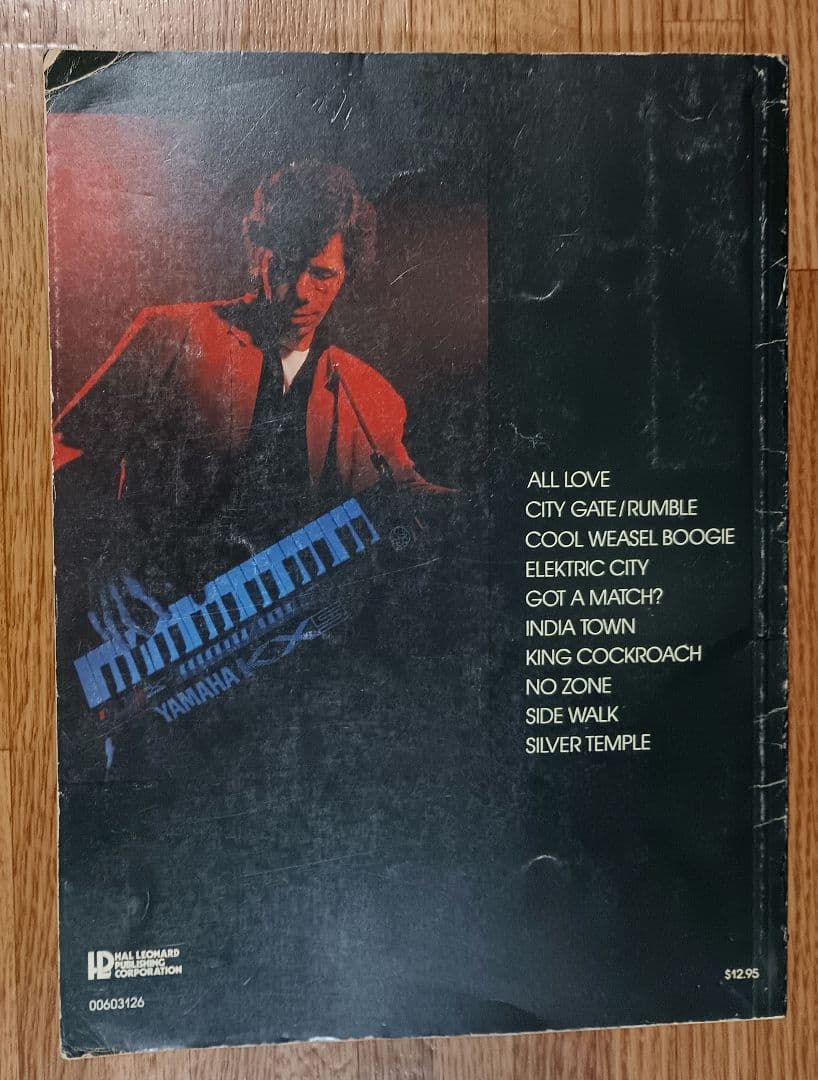 ALL LOVE
CITY GATE/RUMBLE
COOL WEASEL BOOGIE
ELEKTRIC CITY
GOT A MATCH?
INDIA TOWN
KING COCKROACH
NO ZONE
SIDE WALK
SILVER TEMPLE
YAMAHA KX5
HAL LEONARD
PUBLISHING
CORPORATION
00603126
$12.95